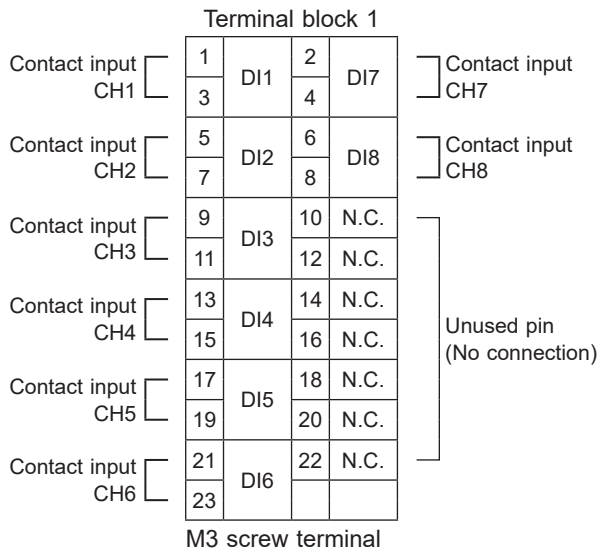 Terminal block 1
Contact input
CH1
1
3
DI1
2
4
DI7
Contact input
CH7
Contact input
CH2
5
7
DI2
6
8
DI8
Contact input
CH8
Contact input
CH3
9
11
DI3
10 N.C.
12 N.C.
Contact input
CH4
13
15
DI4
14 N.C.
16 N.C.
Unused pin
(No connection)
Contact input
CH5
17
19
DI5
18 N.C.
20 N.C.
Contact input
CH6
21
23
DI6
22 N.C.
M3 screw terminal